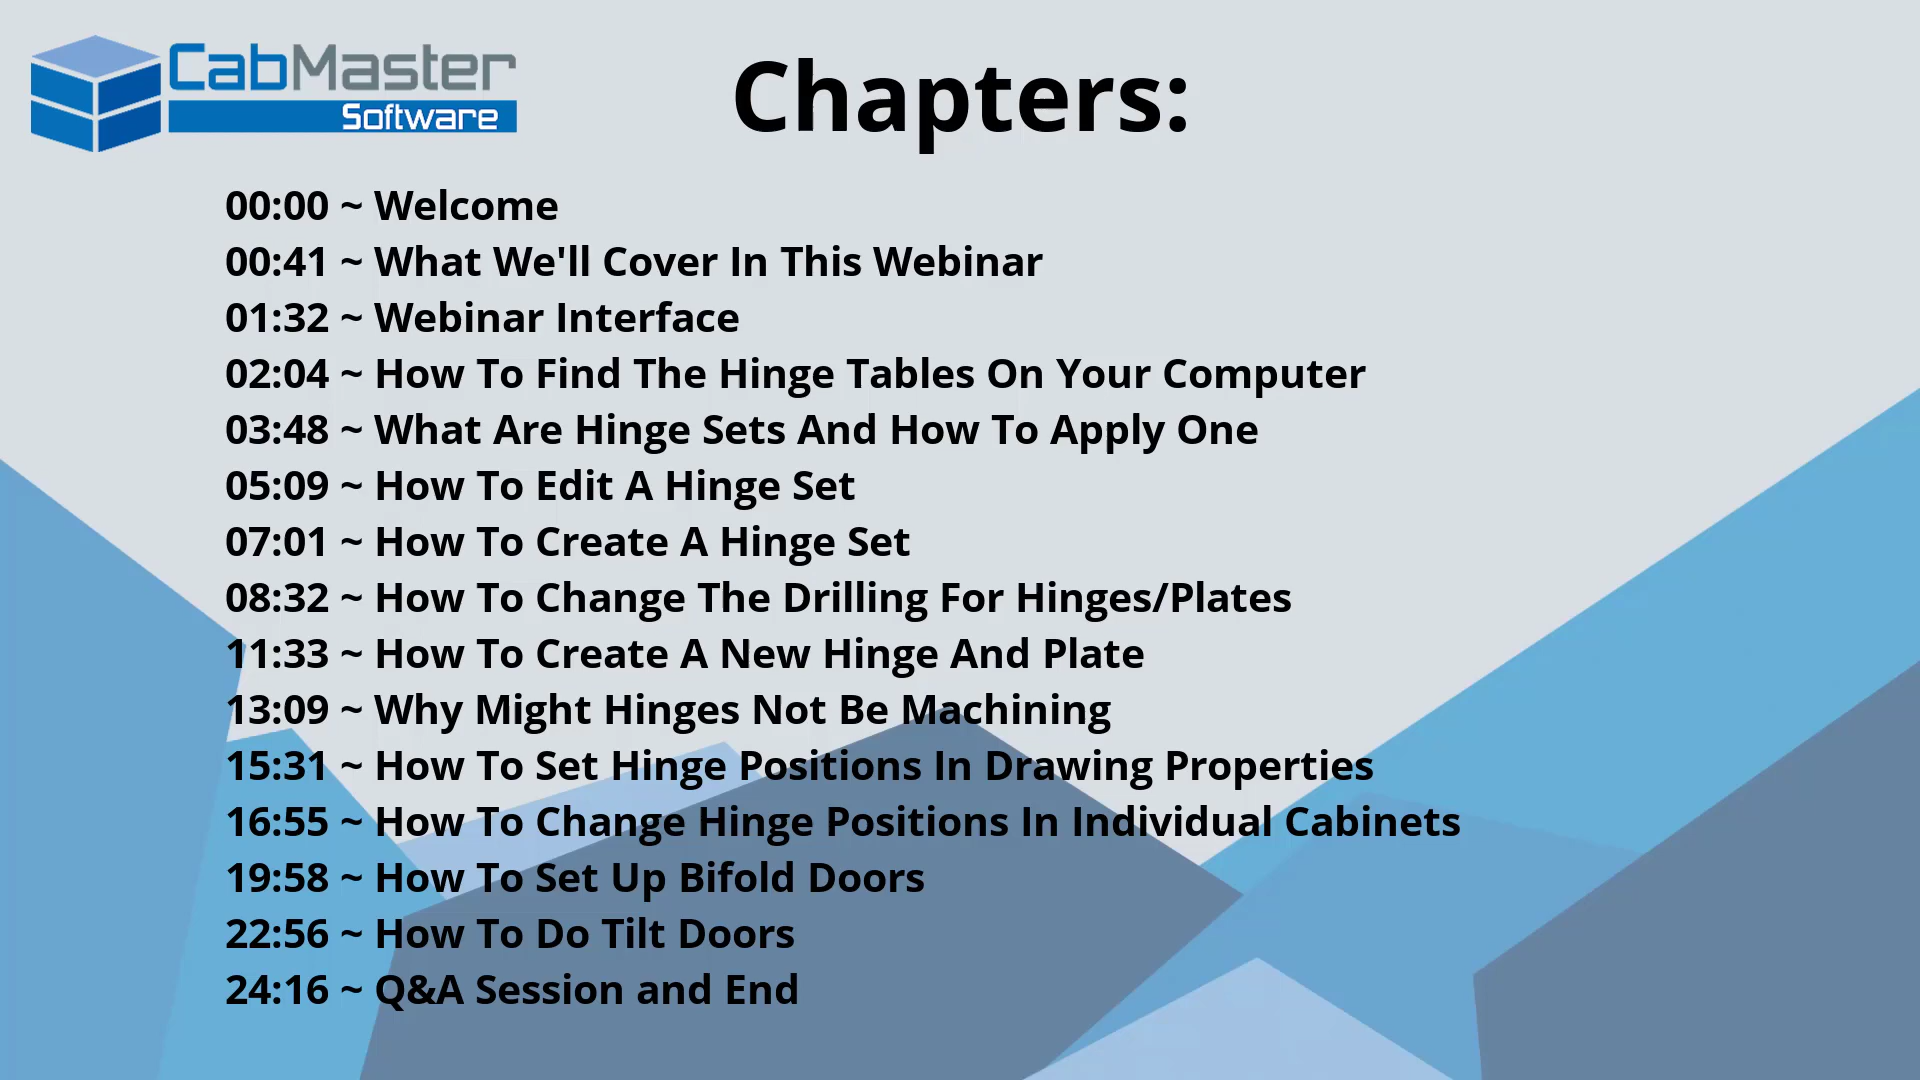 CabMaster
Software
Chapters:
00:00 ~ Welcome
00:41 ~ What We'll Cover In This Webinar
01:32 ~ Webinar Interface
02:04 ~ How To Find The Hinge Tables On Your Computer
03:48 ~ What Are Hinge Sets And How To Apply One
05:09 ~ How To Edit A Hinge Set
07:01 ~ How To Create A Hinge Set
08:32 ~ How To Change The Drilling For Hinges/Plates
11:33 ~ How To Create A New Hinge And Plate
13:09 ~ Why Might Hinges Not Be Machining
15:31 ~ How To Set Hinge Positions In Drawing Properties
16:55 ~ How To Change Hinge Positions In Individual Cabinets
19:58 ~ How To Set Up Bifold Doors
22:56 ~ How To Do Tilt Doors
24:16 ~ Q&A Session and End